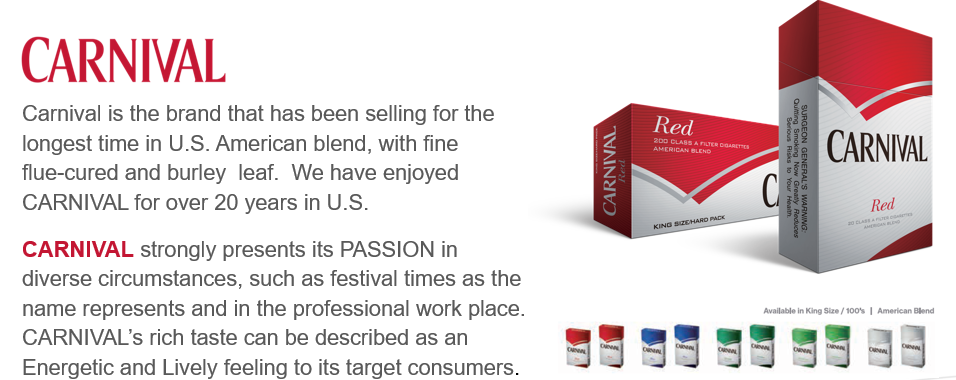 CARNIVAL
Carnival is the brand that has been selling for the
longest time in U.S. American blend, with fine
flue-cured and burley leaf. We have enjoyed
CARNIVAL for over 20 years in U.S.
CARNIVAL strongly presents its PASSION in
diverse circumstances, such as festival times as the
name represents and in the professional work place.
CARNIVAL’s rich taste can be described as an
Energetic and Lively feeling to its target consumers.
CARNIVAL
Red
Red
200 CLASS A FILTER CIGARETTES
AMERICAN BLEND
KING SIZE/HARD PACK
SURGEON GENERAL'S WARNING:
Quitting Smoking Now Greatly Reduces
Serious Risks to Your Health.
CARNIVAL
Red
20 CLASS A FILTER CIGARETTES
AMERICAN BLEND
Available in King Size / 100's | American Blend
CARNIVAL
CARNIVAL
CARNIVAL
CARNIVAL
CARNIVAL
CARNIVAL
CARNIVAL
CARNIVAL
CARNIVAL
CARNIVAL